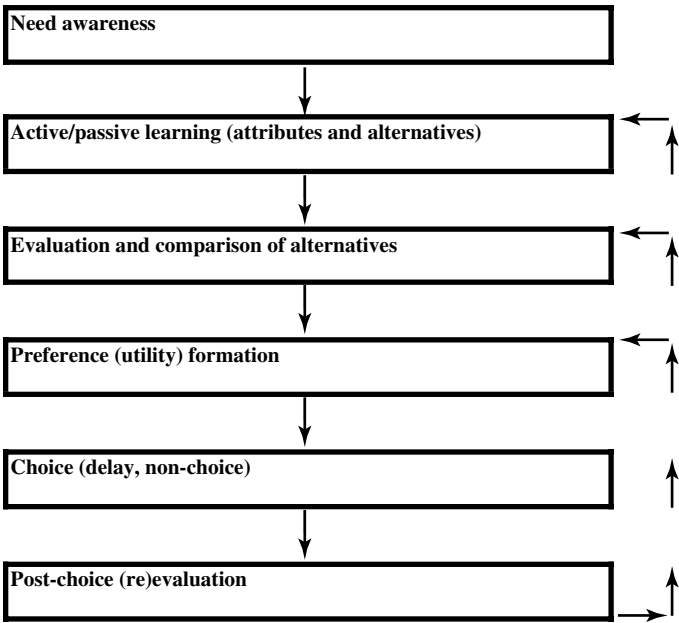 Need awareness
Active/passive learning (attributes and alternatives)
Evaluation and comparison of alternatives
Preference (utility) formation
Choice (delay, non-choice)
Post-choice (re)evaluation